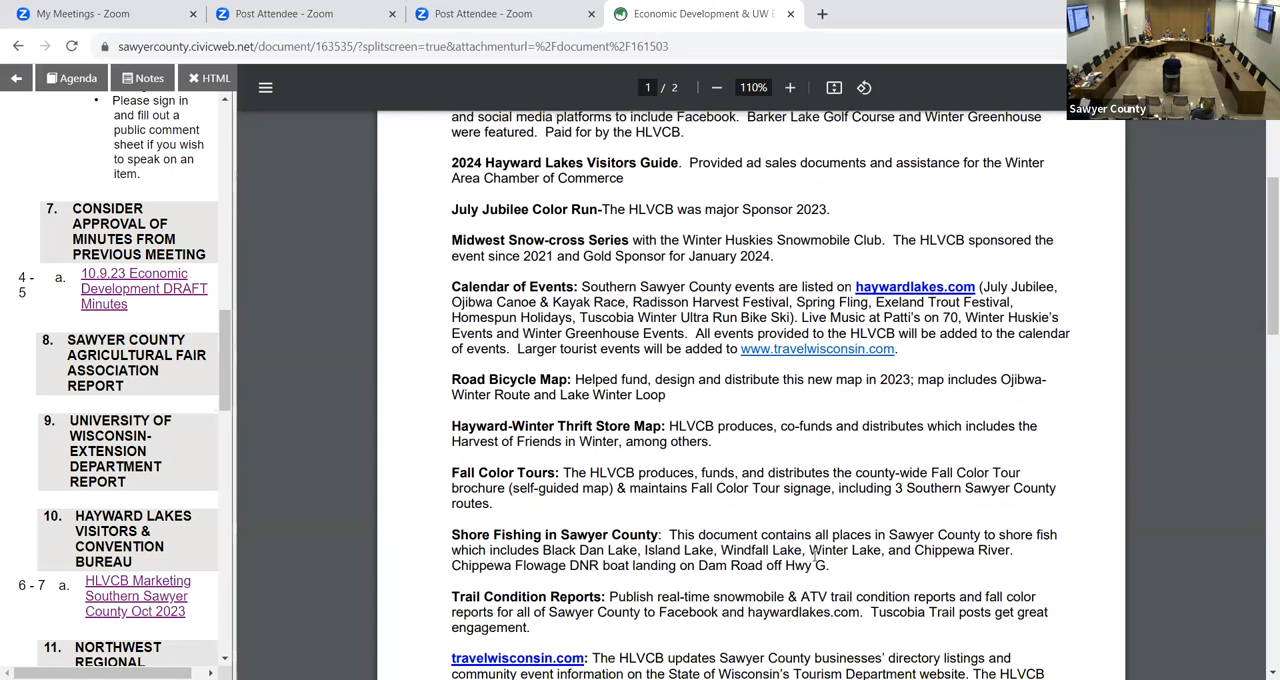 My Meetings - Zoom
Post Attendee - Zoom
Post Attendee - Zoom
Economic Development & UW E
sawyercounty.civicweb.net/document/163535/?splitscreen=true&attachmenturl=%2Fdocument%2F161503
Agenda
Notes
HTML
1 / 2
110%
Sawyer County
Please sign in
and fill out a
public comment
sheet if you wish
to speak on an
item.
7. CONSIDER
APPROVAL OF
MINUTES FROM
PREVIOUS MEETING
4 -
5
a. 10.9.23 Economic
Development DRAFT
Minutes
8. SAWYER COUNTY
AGRICULTURAL FAIR
ASSOCIATION
REPORT
9. UNIVERSITY OF
WISCONSIN-
EXTENSION
DEPARTMENT
REPORT
10. HAYWARD LAKES
VISITORS &
CONVENTION
BUREAU
6 - 7 a. HLVCB Marketing
Southern Sawyer
County Oct 2023
11. NORTHWEST
REGIONAL
and social media platforms to include Facebook. Barker Lake Golf Course and Winter Greenhouse
were featured. Paid for by the HLVCB.
2024 Hayward Lakes Visitors Guide. Provided ad sales documents and assistance for the Winter
Area Chamber of Commerce
July Jubilee Color Run-The HLVCB was major Sponsor 2023.
Midwest Snow-cross Series with the Winter Huskies Snowmobile Club. The HLVCB sponsored the
event since 2021 and Gold Sponsor for January 2024.
Calendar of Events: Southern Sawyer County events are listed on haywardlakes.com (July Jubilee,
Ojibwa Canoe & Kayak Race, Radisson Harvest Festival, Spring Fling, Exeland Trout Festival,
Homespun Holidays, Tuscobia Winter Ultra Run Bike Ski). Live Music at Patti's on 70, Winter Huskie's
Events and Winter Greenhouse Events. All events provided to the HLVCB will be added to the calendar
of events. Larger tourist events will be added to www.travelwisconsin.com.
Road Bicycle Map: Helped fund, design and distribute this new map in 2023; map includes Ojibwa-
Winter Route and Lake Winter Loop
Hayward-Winter Thrift Store Map: HLVCB produces, co-funds and distributes which includes the
Harvest of Friends in Winter, among others.
Fall Color Tours: The HLVCB produces, funds, and distributes the county-wide Fall Color Tour
brochure (self-guided map) & maintains Fall Color Tour signage, including 3 Southern Sawyer County
routes.
Shore Fishing in Sawyer County: This document contains all places in Sawyer County to shore fish
which includes Black Dan Lake, Island Lake, Windfall Lake, Winter Lake, and Chippewa River.
Chippewa Flowage DNR boat landing on Dam Road off Hwy G.
Trail Condition Reports: Publish real-time snowmobile & ATV trail condition reports and fall color
reports for all of Sawyer County to Facebook and haywardlakes.com. Tuscobia Trail posts get great
engagement.
travelwisconsin.com: The HLVCB updates Sawyer County businesses' directory listings and
community event information on the State of Wisconsin's Tourism Department website. The HLVCB